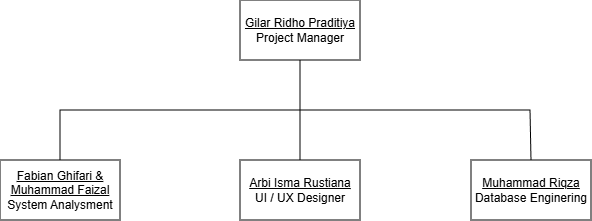 Gilar Ridho Praditiya
Project Manager
Fabian Ghifari &
Muhammad Faizal
System Analysment
Arbi Isma Rustiana
UI / UX Designer
Muhammad Riqza
Database Enginering